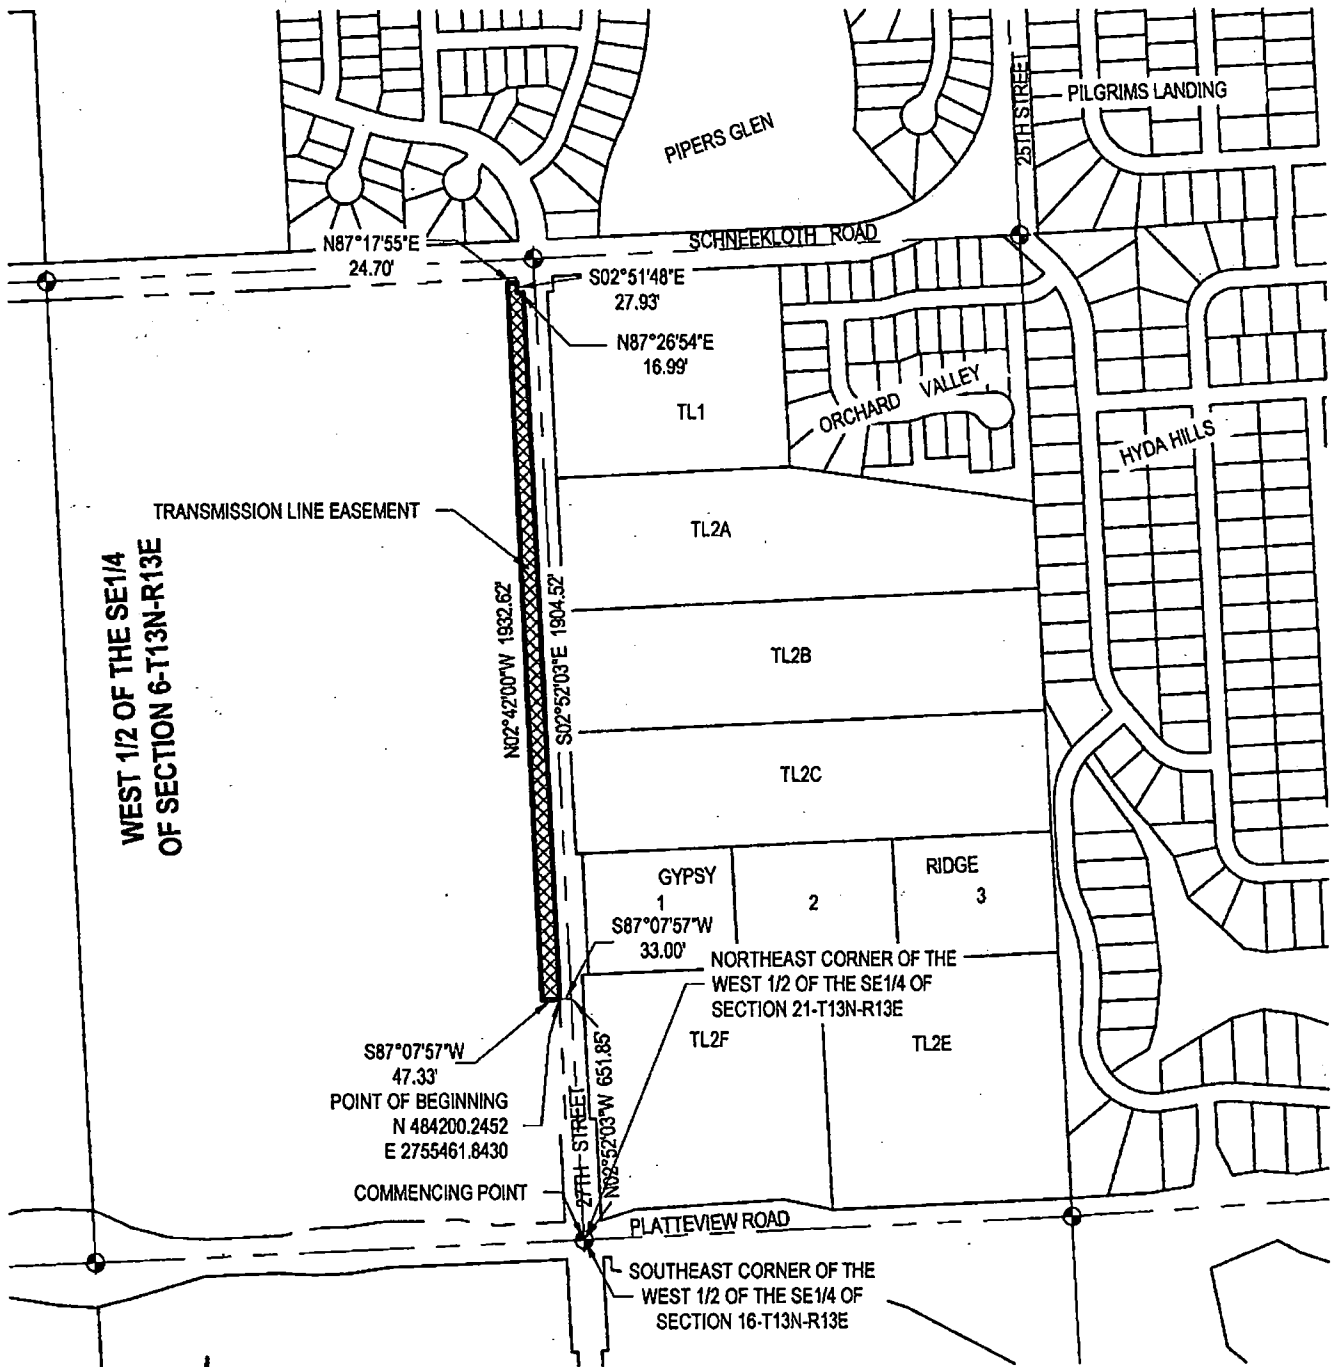 PILGRIMS LANDING
25TH STREET
PIPERS GLEN
SCHNEEKLOTH ROAD
N87°17'55"E
24.70'
S02°51'48"E
27.93'
N87°26'54"E
16.99'
TL1
ORCHARD VALLEY
HYDA HILLS
TRANSMISSION LINE EASEMENT
TL2A
WEST 1/2 OF THE SE1/4
OF SECTION 6-T13N-R13E
N02°42'00"W 1932.62'
S02°52'03"E 1904.52'
TL2B
TL2C
GYPSY
RIDGE
1
2
3
S87°07'57"W
33.00'
NORTHEAST CORNER OF THE
WEST 1/2 OF THE SE1/4 OF
SECTION 21-T13N-R13E
TL2F
TL2E
S87°07'57"W
47.33'
POINT OF BEGINNING
N 484200.2452
E 2755461.8430
27TH STREET
N02°52'03"W 651.85'
COMMENCING POINT
PLATTEVIEW ROAD
SOUTHEAST CORNER OF THE
WEST 1/2 OF THE SE1/4 OF
SECTION 16-T13N-R13E